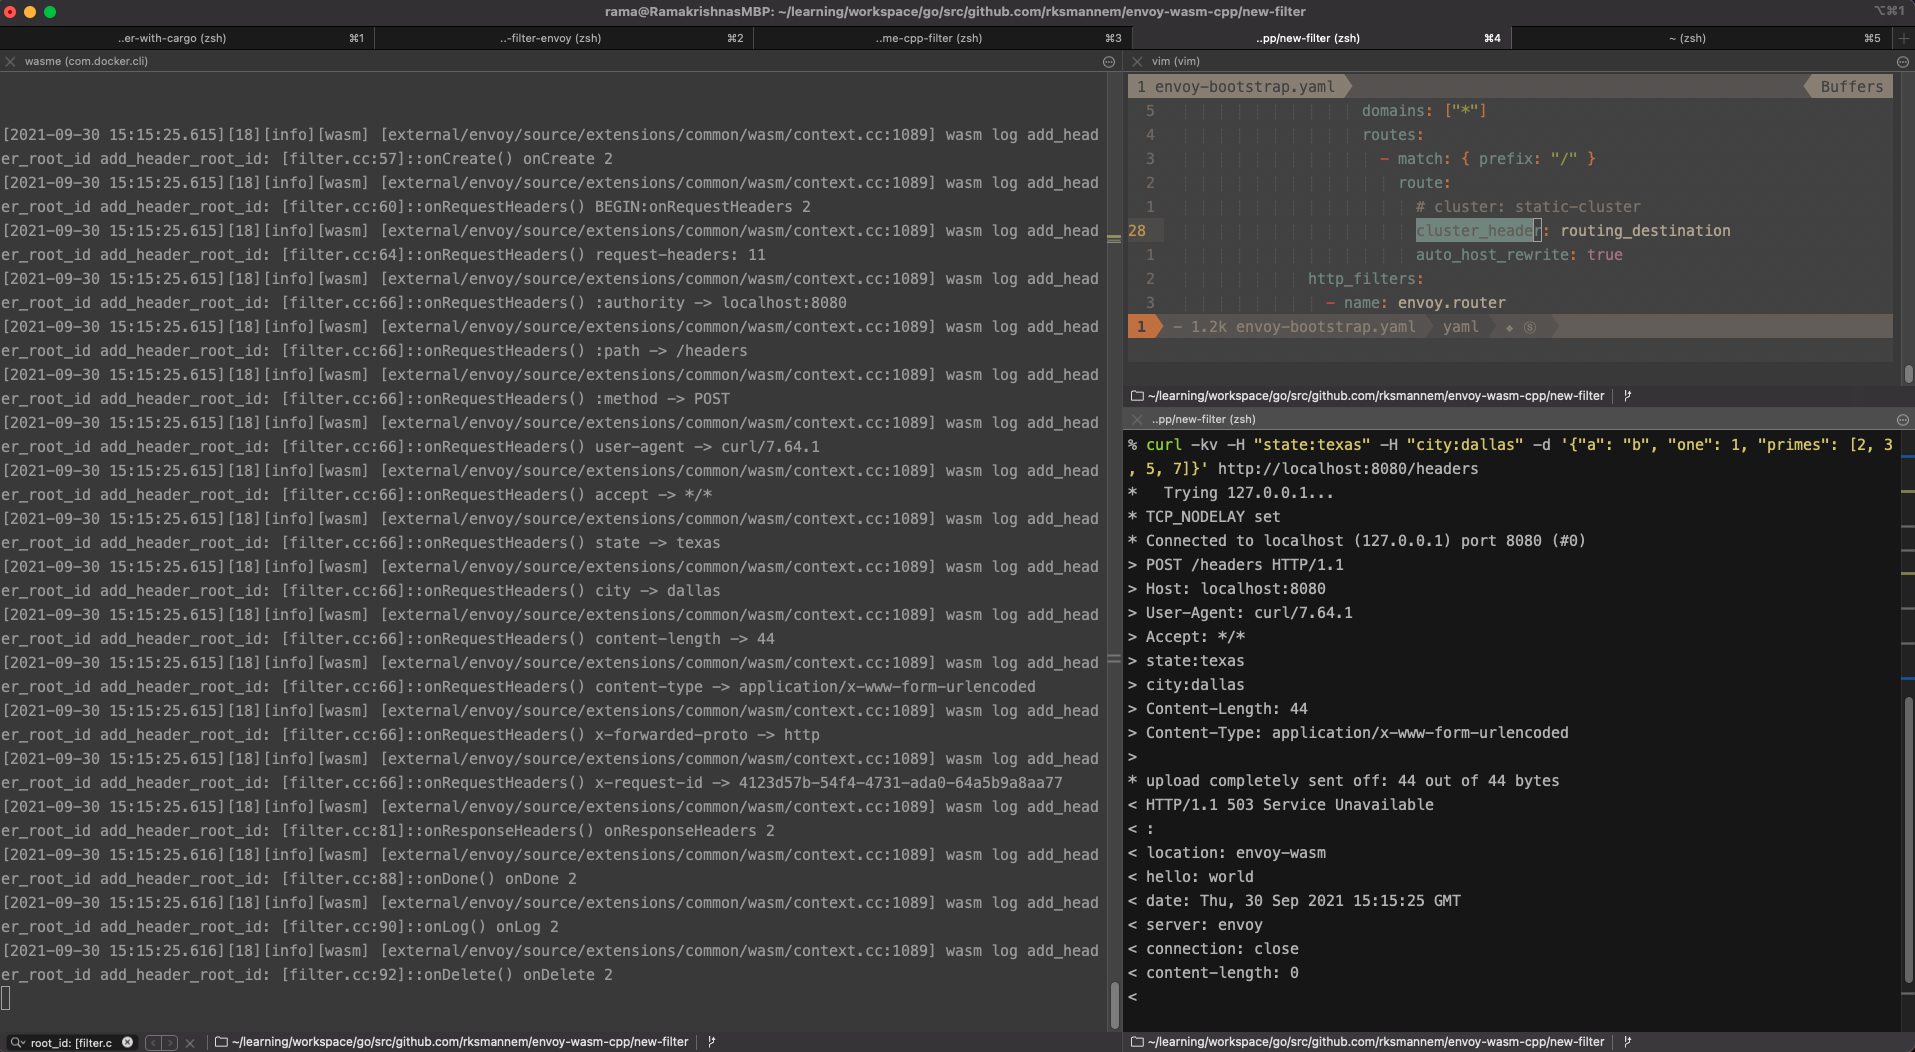 rama@RamakrishnasMBP: ~/learning/workspace/go/src/github.com/rksmannem/envoy-wasm-cpp/new-filter
⌥⌘1
..er-with-cargo (zsh) ⌘1 ..-filter-envoy (zsh) ⌘2 ..me-cpp-filter (zsh) ⌘3 ..pp/new-filter (zsh) ⌘4 ~ (zsh) ⌘5
wasme (com.docker.cli)
[2021-09-30 15:15:25.615][18][info][wasm] [external/envoy/source/extensions/common/wasm/context.cc:1089] wasm log add_head
er_root_id add_header_root_id: [filter.cc:57]::onCreate() onCreate 2
[2021-09-30 15:15:25.615][18][info][wasm] [external/envoy/source/extensions/common/wasm/context.cc:1089] wasm log add_head
er_root_id add_header_root_id: [filter.cc:60]::onRequestHeaders() BEGIN:onRequestHeaders 2
[2021-09-30 15:15:25.615][18][info][wasm] [external/envoy/source/extensions/common/wasm/context.cc:1089] wasm log add_head
er_root_id add_header_root_id: [filter.cc:64]::onRequestHeaders() request-headers: 11
[2021-09-30 15:15:25.615][18][info][wasm] [external/envoy/source/extensions/common/wasm/context.cc:1089] wasm log add_head
er_root_id add_header_root_id: [filter.cc:66]::onRequestHeaders() :authority -> localhost:8080
[2021-09-30 15:15:25.615][18][info][wasm] [external/envoy/source/extensions/common/wasm/context.cc:1089] wasm log add_head
er_root_id add_header_root_id: [filter.cc:66]::onRequestHeaders() :path -> /headers
[2021-09-30 15:15:25.615][18][info][wasm] [external/envoy/source/extensions/common/wasm/context.cc:1089] wasm log add_head
er_root_id add_header_root_id: [filter.cc:66]::onRequestHeaders() :method -> POST
[2021-09-30 15:15:25.615][18][info][wasm] [external/envoy/source/extensions/common/wasm/context.cc:1089] wasm log add_head
er_root_id add_header_root_id: [filter.cc:66]::onRequestHeaders() user-agent -> curl/7.64.1
[2021-09-30 15:15:25.615][18][info][wasm] [external/envoy/source/extensions/common/wasm/context.cc:1089] wasm log add_head
er_root_id add_header_root_id: [filter.cc:66]::onRequestHeaders() accept -> */*
[2021-09-30 15:15:25.615][18][info][wasm] [external/envoy/source/extensions/common/wasm/context.cc:1089] wasm log add_head
er_root_id add_header_root_id: [filter.cc:66]::onRequestHeaders() state -> texas
[2021-09-30 15:15:25.615][18][info][wasm] [external/envoy/source/extensions/common/wasm/context.cc:1089] wasm log add_head
er_root_id add_header_root_id: [filter.cc:66]::onRequestHeaders() city -> dallas
[2021-09-30 15:15:25.615][18][info][wasm] [external/envoy/source/extensions/common/wasm/context.cc:1089] wasm log add_head
er_root_id add_header_root_id: [filter.cc:66]::onRequestHeaders() content-length -> 44
[2021-09-30 15:15:25.615][18][info][wasm] [external/envoy/source/extensions/common/wasm/context.cc:1089] wasm log add_head
er_root_id add_header_root_id: [filter.cc:66]::onRequestHeaders() content-type -> application/x-www-form-urlencoded
[2021-09-30 15:15:25.615][18][info][wasm] [external/envoy/source/extensions/common/wasm/context.cc:1089] wasm log add_head
er_root_id add_header_root_id: [filter.cc:66]::onRequestHeaders() x-forwarded-proto -> http
[2021-09-30 15:15:25.615][18][info][wasm] [external/envoy/source/extensions/common/wasm/context.cc:1089] wasm log add_head
er_root_id add_header_root_id: [filter.cc:66]::onRequestHeaders() x-request-id -> 4123d57b-54f4-4731-ada0-64a5b9a8aa77
[2021-09-30 15:15:25.615][18][info][wasm] [external/envoy/source/extensions/common/wasm/context.cc:1089] wasm log add_head
er_root_id add_header_root_id: [filter.cc:81]::onResponseHeaders() onResponseHeaders 2
[2021-09-30 15:15:25.616][18][info][wasm] [external/envoy/source/extensions/common/wasm/context.cc:1089] wasm log add_head
er_root_id add_header_root_id: [filter.cc:88]::onDone() onDone 2
[2021-09-30 15:15:25.616][18][info][wasm] [external/envoy/source/extensions/common/wasm/context.cc:1089] wasm log add_head
er_root_id add_header_root_id: [filter.cc:90]::onLog() onLog 2
[2021-09-30 15:15:25.616][18][info][wasm] [external/envoy/source/extensions/common/wasm/context.cc:1089] wasm log add_head
er_root_id add_header_root_id: [filter.cc:92]::onDelete() onDelete 2
root_id: [filter.c
~/learning/workspace/go/src/github.com/rksmannem/envoy-wasm-cpp/new-filter
vim (vim)
1 envoy-bootstrap.yaml Buffers
5 domains: ["*"]
4 routes:
3 - match: { prefix: "/" }
2 route:
1 # cluster: static-cluster
28 cluster_header: routing_destination
1 auto_host_rewrite: true
2 http_filters:
3 - name: envoy.router
1 - 1.2k envoy-bootstrap.yaml yaml
~/learning/workspace/go/src/github.com/rksmannem/envoy-wasm-cpp/new-filter
..pp/new-filter (zsh)
% curl -kv -H "state:texas" -H "city:dallas" -d '{"a": "b", "one": 1, "primes": [2, 3
, 5, 7]}' http://localhost:8080/headers
*   Trying 127.0.0.1...
* TCP_NODELAY set
* Connected to localhost (127.0.0.1) port 8080 (#0)
> POST /headers HTTP/1.1
> Host: localhost:8080
> User-Agent: curl/7.64.1
> Accept: */*
> state:texas
> city:dallas
> Content-Length: 44
> Content-Type: application/x-www-form-urlencoded
>
* upload completely sent off: 44 out of 44 bytes
< HTTP/1.1 503 Service Unavailable
< :
< location: envoy-wasm
< hello: world
< date: Thu, 30 Sep 2021 15:15:25 GMT
< server: envoy
< connection: close
< content-length: 0
<
~/learning/workspace/go/src/github.com/rksmannem/envoy-wasm-cpp/new-filter